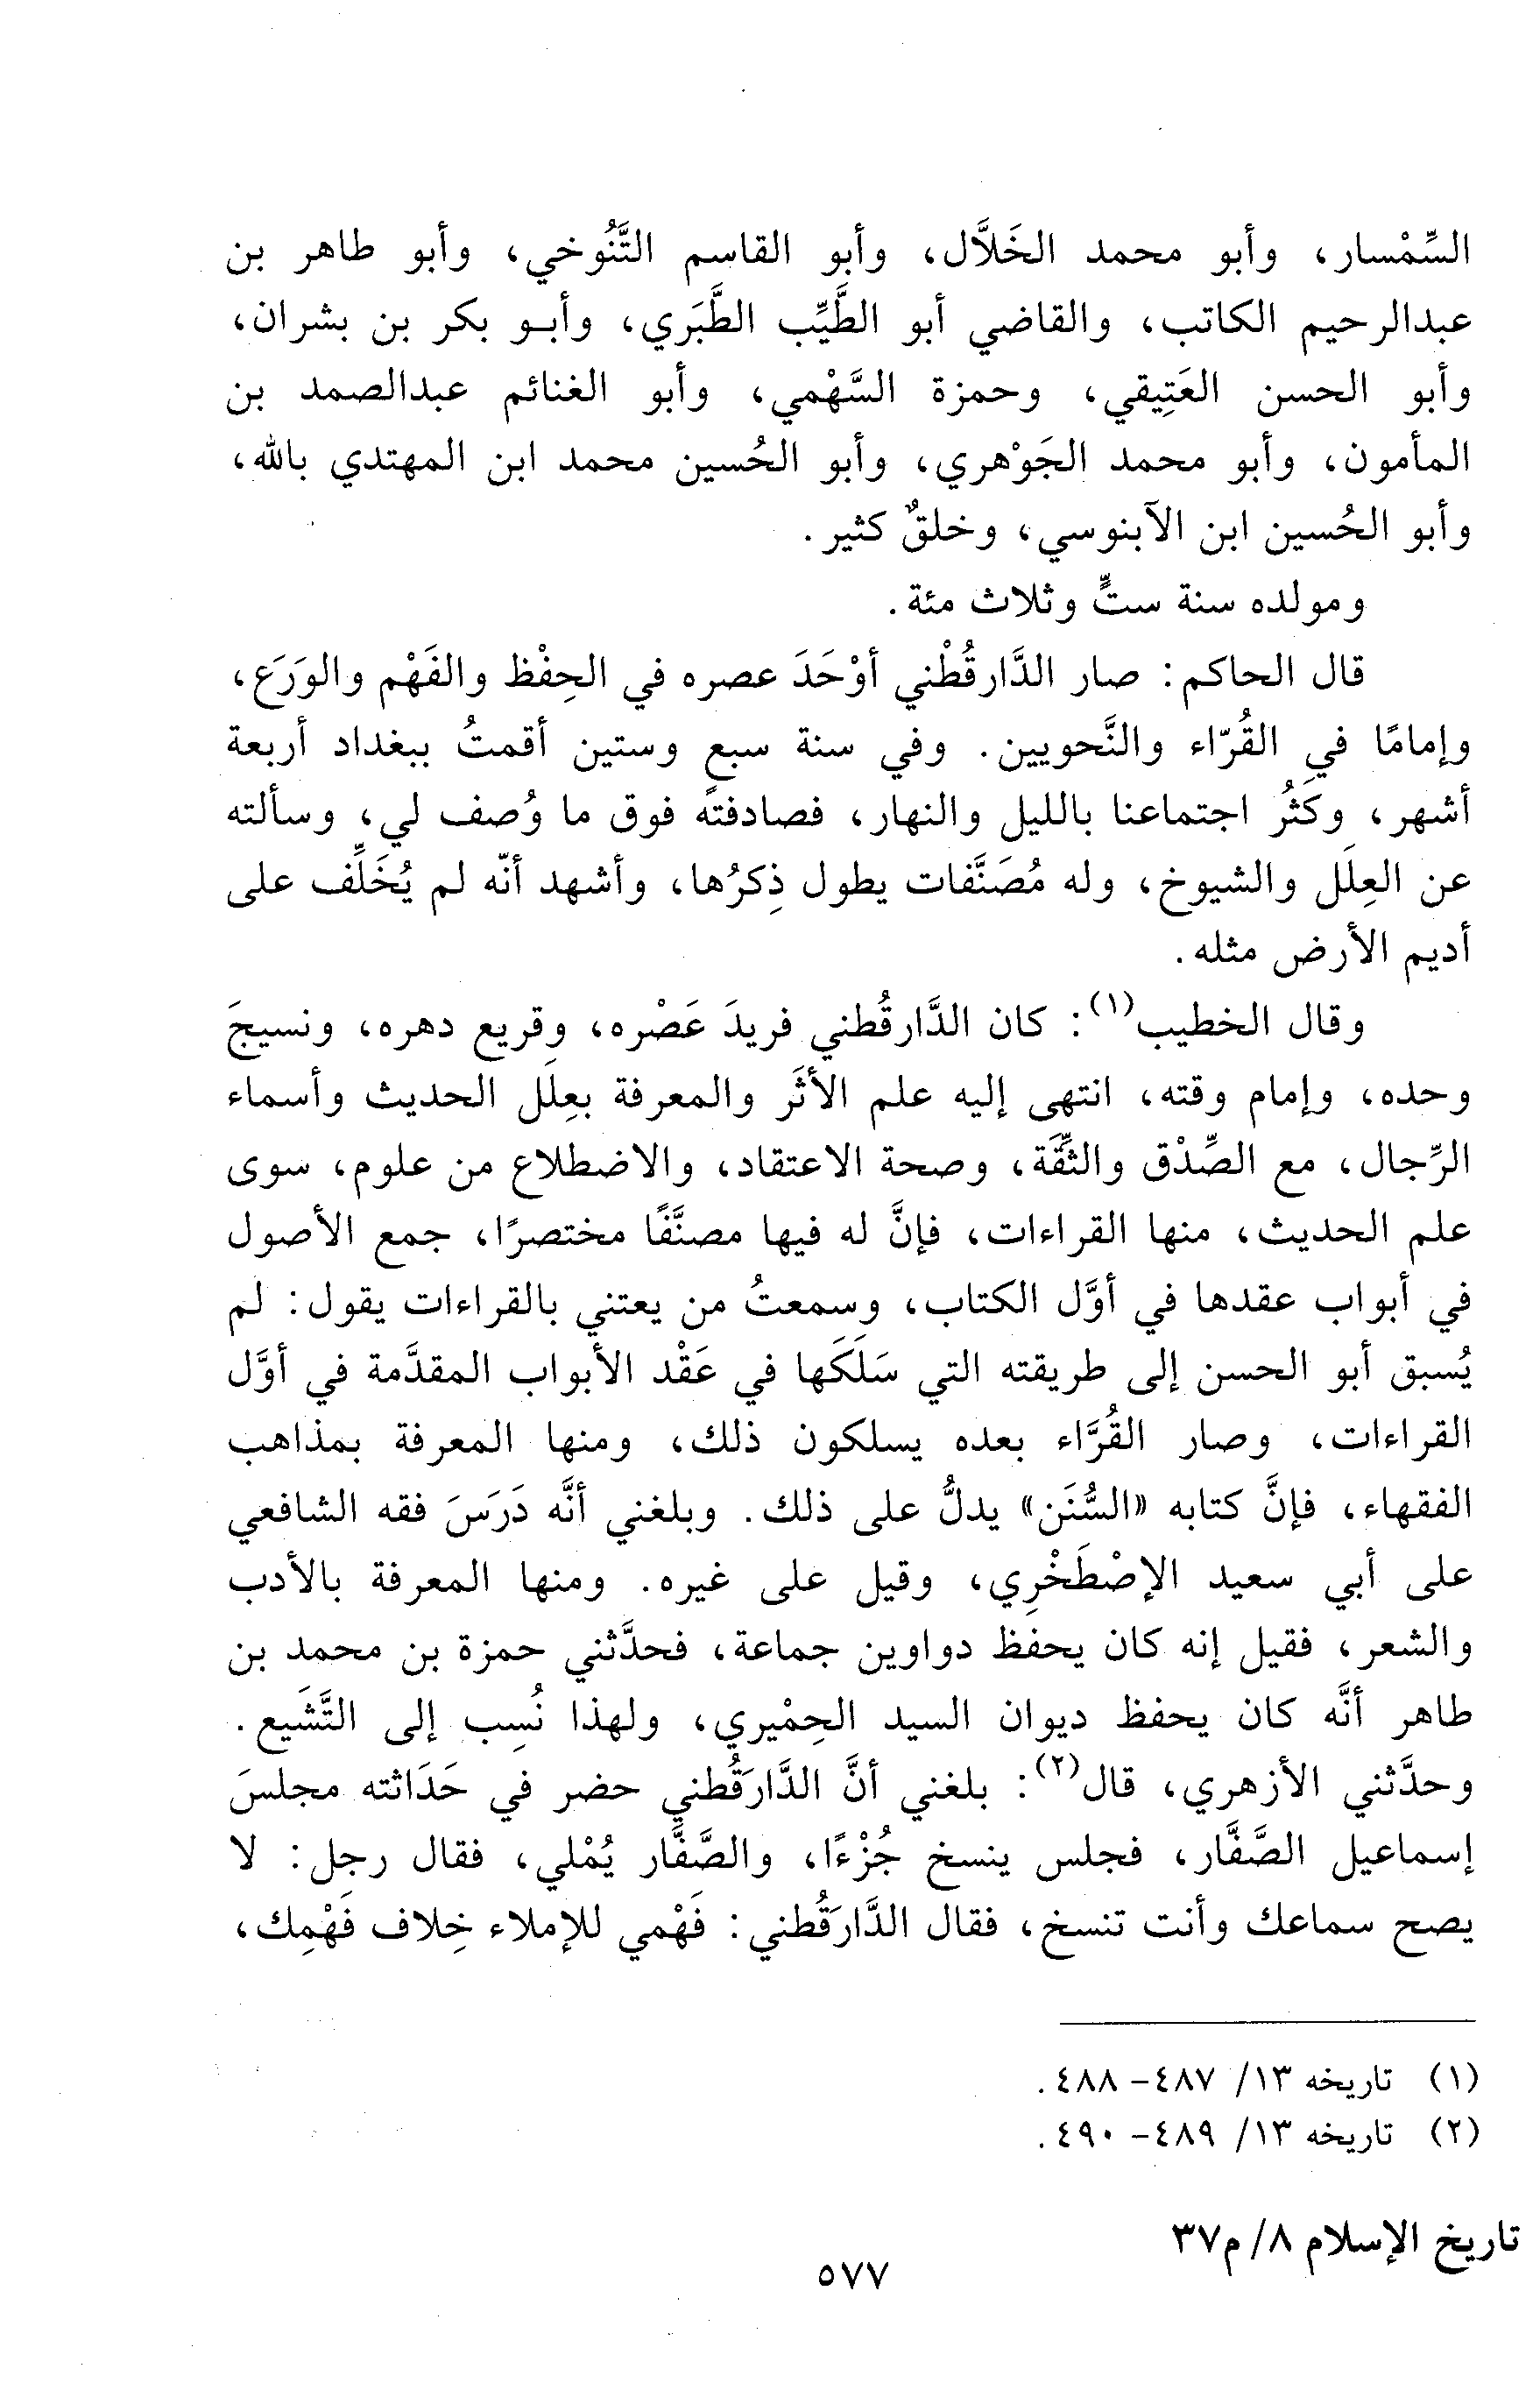 السِّمْسار، وأبو محمد الخَلاَّل، وأبو القاسم التَّنُوخي، وأبو طاهر بن
عبدالرحيم الكاتب، والقاضي أبو الطَّيِّب الطَّبَري، وأبـو بكر بن بشران،
وأبو الحسن العَتِيقي، وحمزة السَّهْمي، وأبو الغنائم عبدالصمد بن
المأمون، وأبو محمد الجَوْهري، وأبو الحُسين محمد ابن المهتدي بالله،
وأبو الحُسين ابن الآبنوسي، وخلقٌ كثير.
ومولده سنة ستٍّ وثلاث مئة.
قال الحاكم: صار الدَّارقُطْني أوْحَدَ عصره في الحِفْظ والفَهْم والوَرَع،
وإمامًا في القُرّاء والنَّحويين. وفي سنة سبعٍ وستين أقمتُ ببغداد أربعة
أشهر، وكَثُر اجتماعنا بالليل والنهار، فصادفتُه فوق ما وُصف لي، وسألته
عن العِلَل والشيوخ، وله مُصَنَّفات يطول ذِكرُها، وأشهد أنّه لم يُخَلِّف على
أديم الأرض مثله.
وقال الخطيب(١): كان الدَّارقُطني فريدَ عَصْره، وقريع دهره، ونسيجَ
وحده، وإمام وقته، انتهى إليه علم الأثَر والمعرفة بعِلَل الحديث وأسماء
الرِّجال، مع الصِّدْق والثِّقَة، وصحة الاعتقاد، والاضطلاع من علوم، سوى
علم الحديث، منها القراءات، فإنَّ له فيها مصنَّفًا مختصرًا، جمع الأصول
في أبواب عقدها في أوَّل الكتاب، وسمعتُ من يعتني بالقراءات يقول: لم
يُسبق أبو الحسن إلى طريقته التي سَلَكَها في عَقْد الأبواب المقدَّمة في أوَّل
القراءات، وصار القُرَّاء بعده يسلكون ذلك، ومنها المعرفة بمذاهب
الفقهاء، فإنَّ كتابه «السُّنَن» يدلُّ على ذلك. وبلغني أنَّه دَرَسَ فقه الشافعي
على أبي سعيد الإصْطَخْرِي، وقيل على غيره. ومنها المعرفة بالأدب
والشعر، فقيل إنه كان يحفظ دواوين جماعة، فحدَّثني حمزة بن محمد بن
طاهر أنَّه كان يحفظ ديوان السيد الحِمْيري، ولهذا نُسِب إلى التَّشَيع.
وحدَّثني الأزهري، قال(٢): بلغني أنَّ الدَّارَقُطني حضر في حَدَاثته مجلسَ
إسماعيل الصَّفَّار، فجلس ينسخ جُزْءًا، والصَّفَّار يُمْلي، فقال رجل: لا
يصح سماعك وأنت تنسخ، فقال الدَّارَقُطني: فَهْمي للإملاء خِلاف فَهْمِك،
(١) تاريخه ١٣/ ٤٨٧-٤٨٨.
(٢) تاريخه ١٣/ ٤٨٩-٤٩٠.
تاريخ الإسلام ٨/ م٣٧
٥٧٧